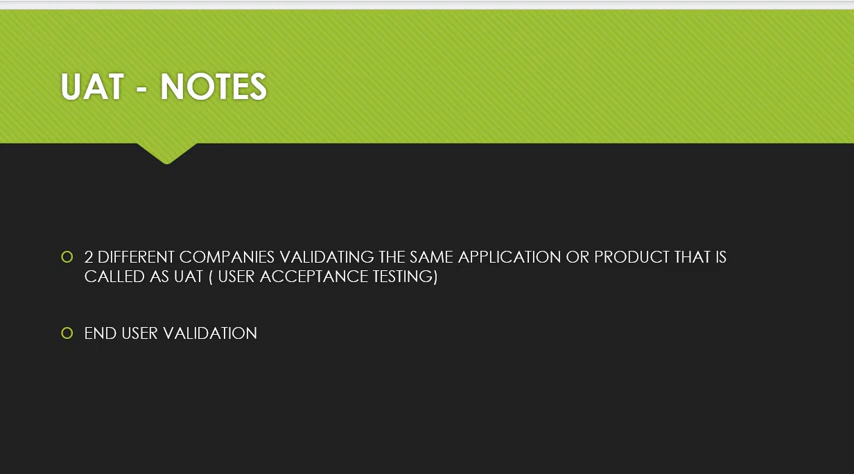 UAT - NOTES
2 DIFFERENT COMPANIES VALIDATING THE SAME APPLICATION OR PRODUCT THAT IS
CALLED AS UAT ( USER ACCEPTANCE TESTING)
END USER VALIDATION